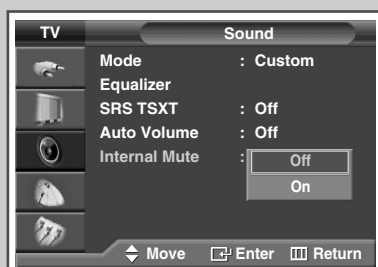 TV Sound
Mode : Custom
Equalizer
SRS TSXT : Off
Auto Volume : Off
Internal Mute : Off
On
Move Enter Return